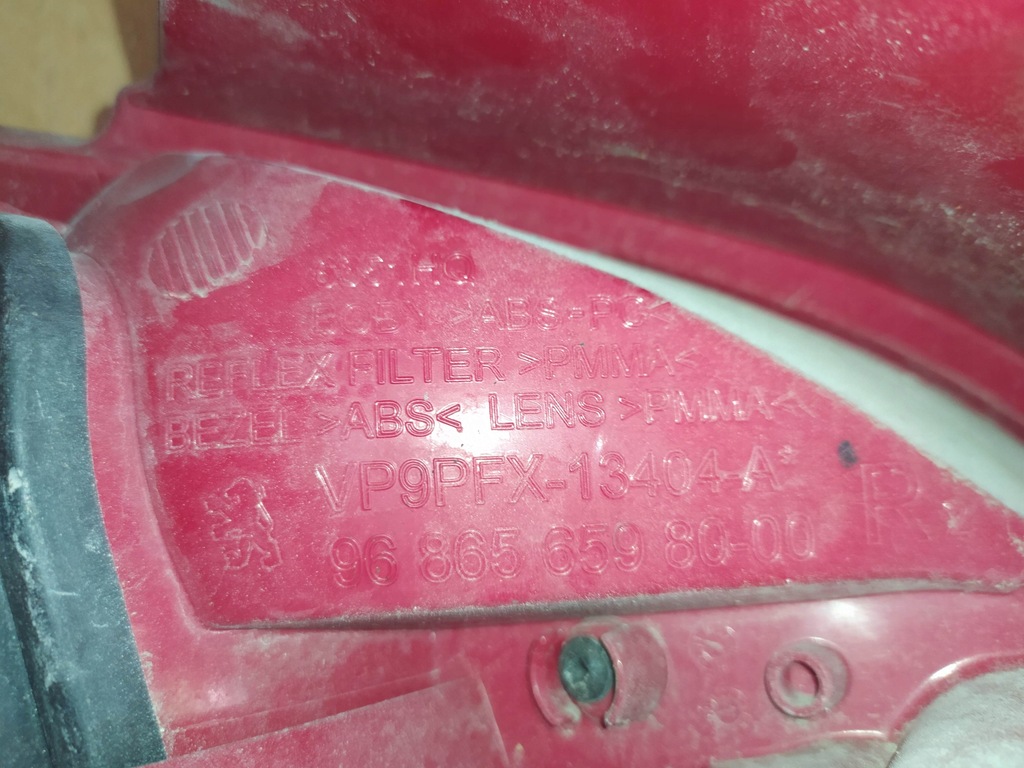 BODY >ABS-PC<
REFLEX FILTER >PMMA<
BEZEL >ABS< LENS >PMMA<
VP9PFX-13404-A*
96 865 659 80-00
R